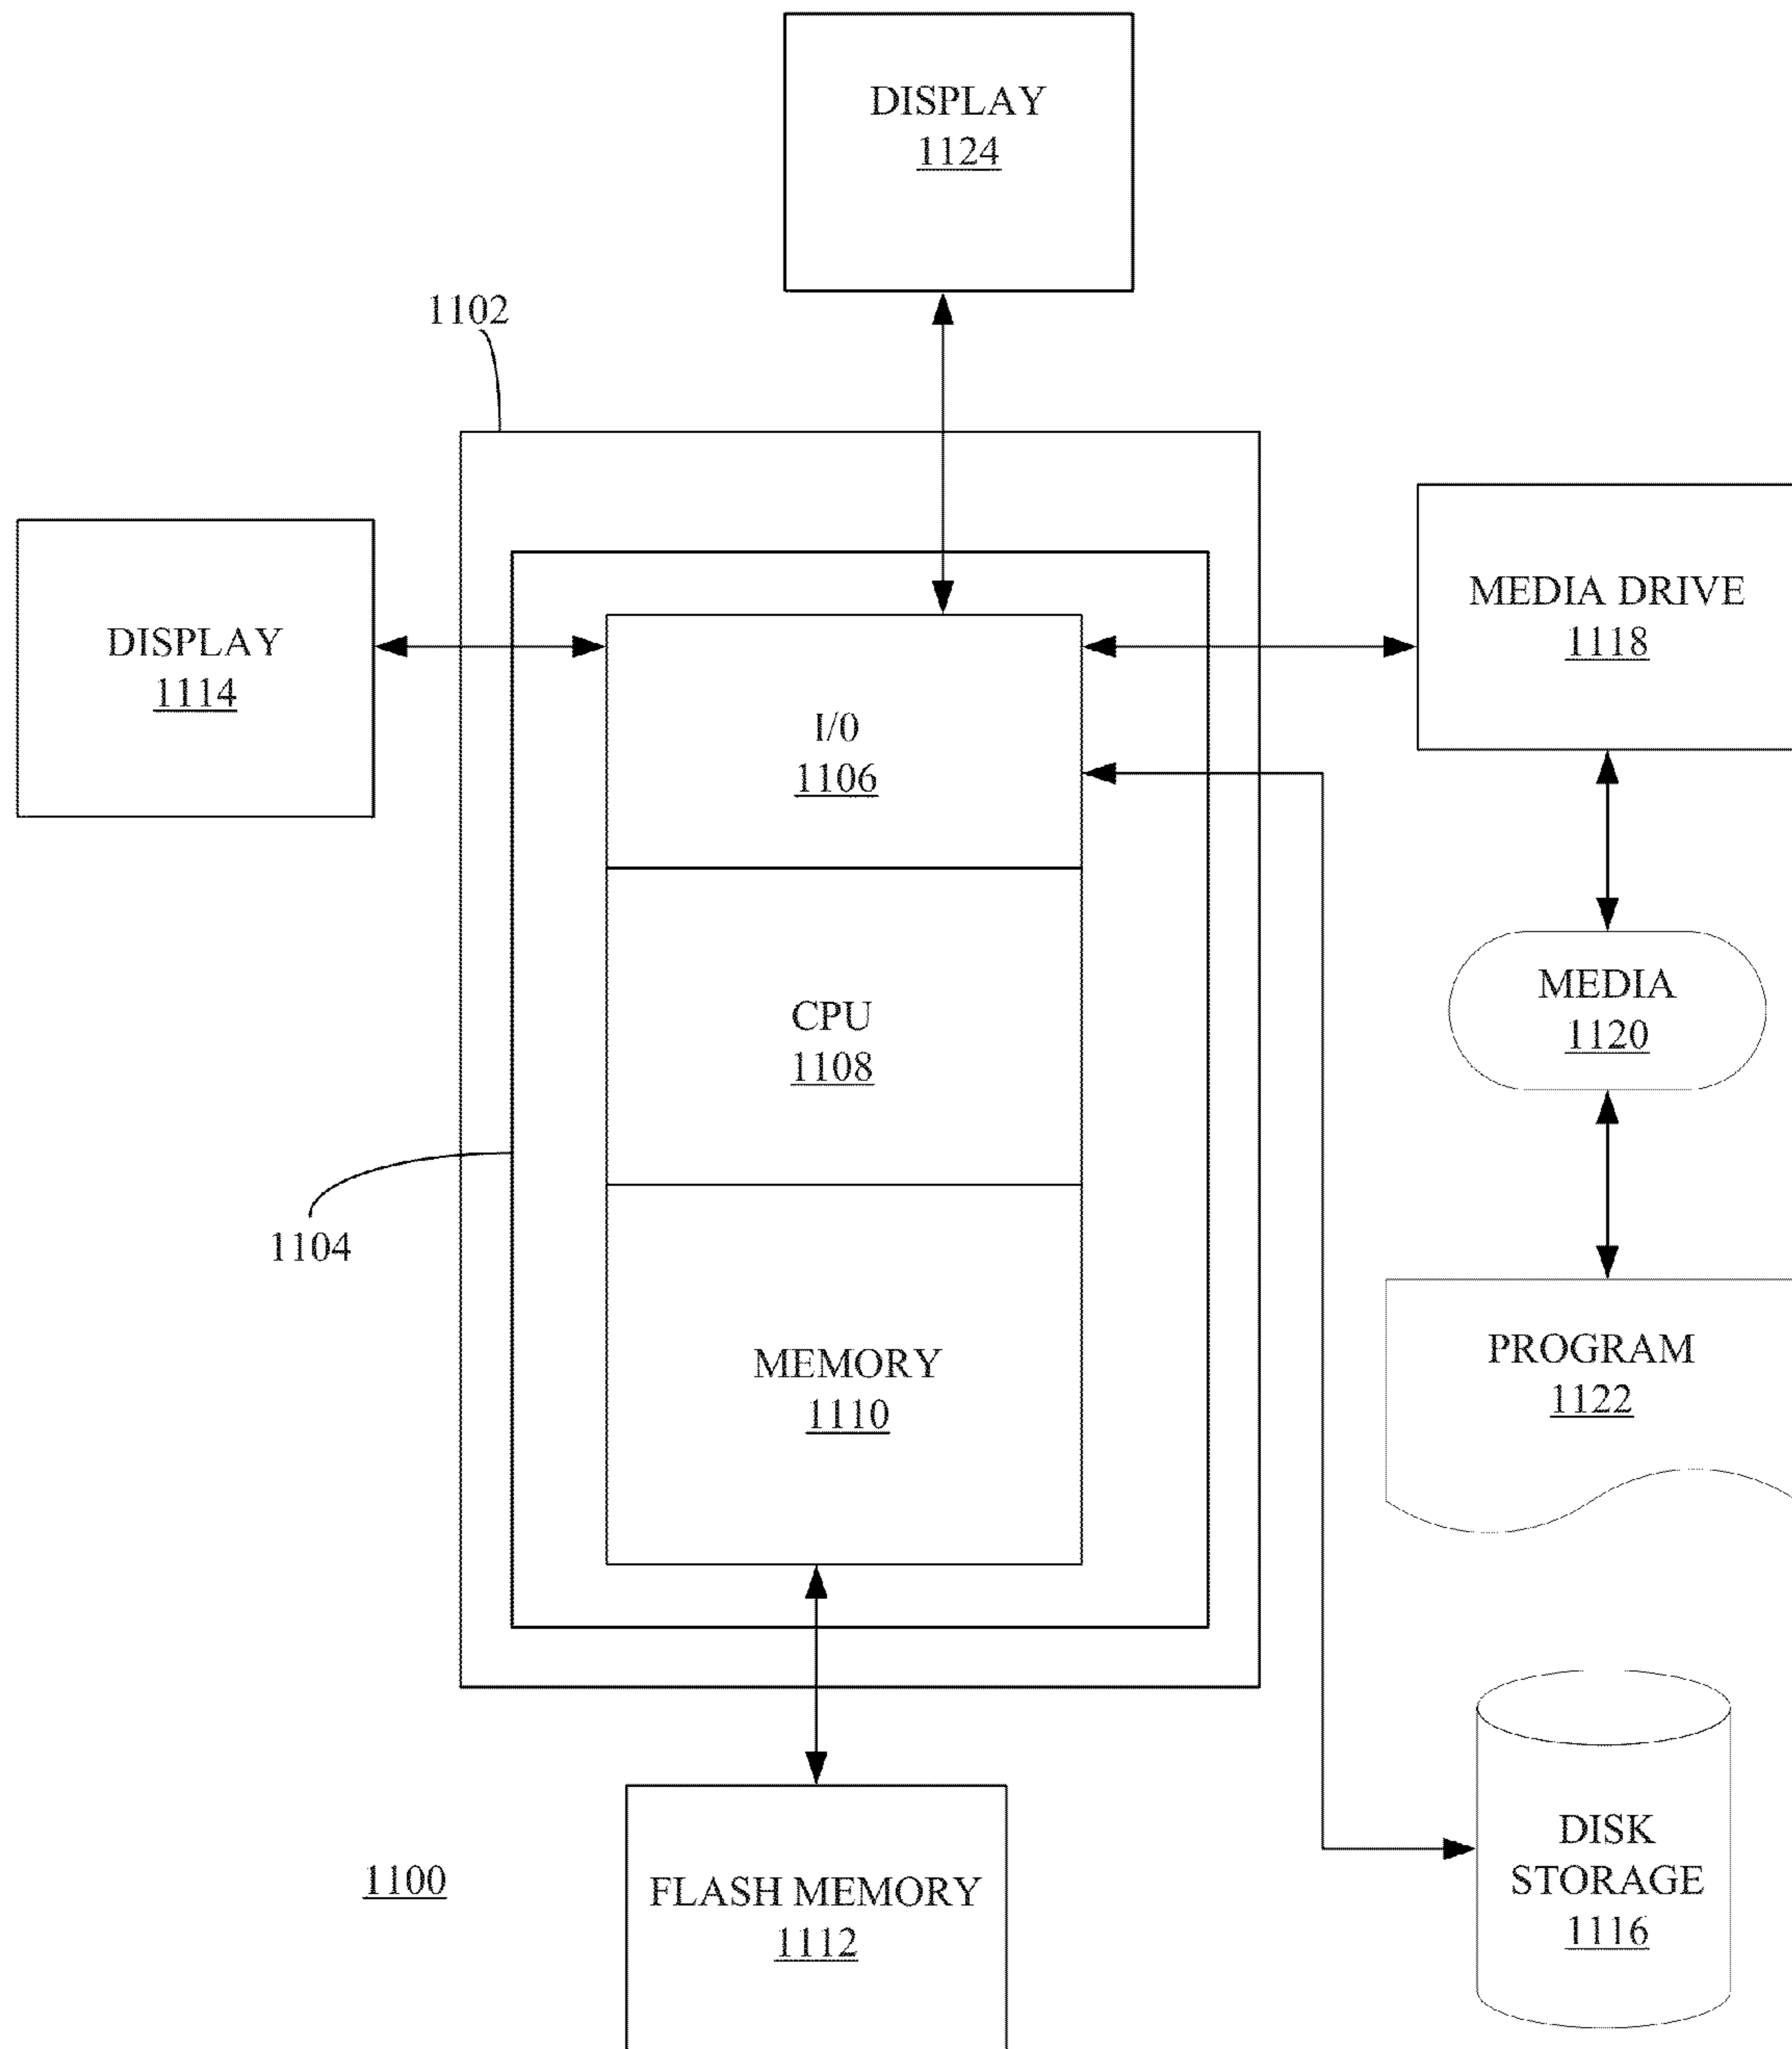 DISPLAY
1124
1102
DISPLAY
1114
MEDIA DRIVE
1118
I/0
1106
CPU
1108
MEDIA
1120
1104
MEMORY
1110
PROGRAM
1122
1100
FLASH MEMORY
1112
DISK
STORAGE
1116